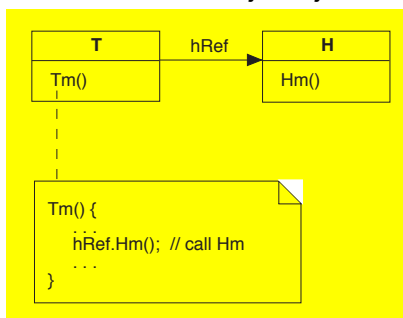 T
hRef
H
Tm()
Hm()
Tm() {
. . .
hRef.Hm();  // call Hm
. . .
}